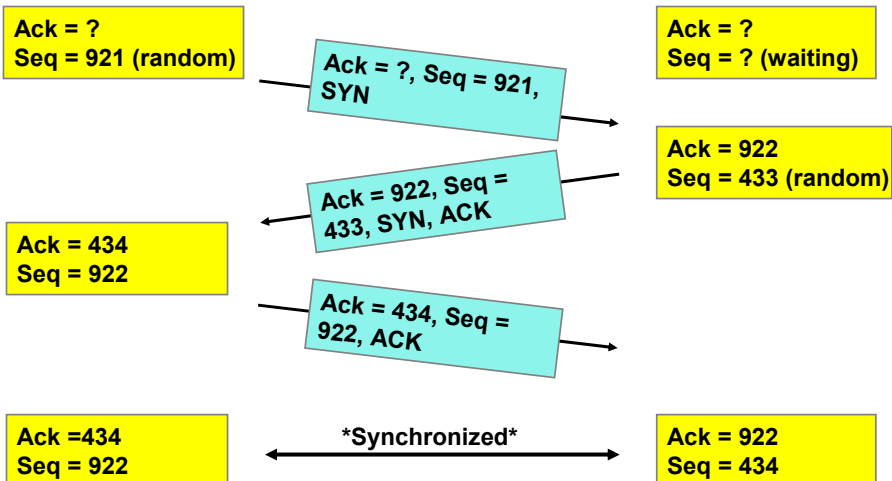 Ack = ?
Seq = 921 (random)
Ack = ?
Seq = ? (waiting)
Ack = ?, Seq = 921,
SYN
Ack = 922
Seq = 433 (random)
Ack = 922, Seq =
433, SYN, ACK
Ack = 434
Seq = 922
Ack = 434, Seq =
922, ACK
Ack =434
Seq = 922
*Synchronized*
Ack = 922
Seq = 434